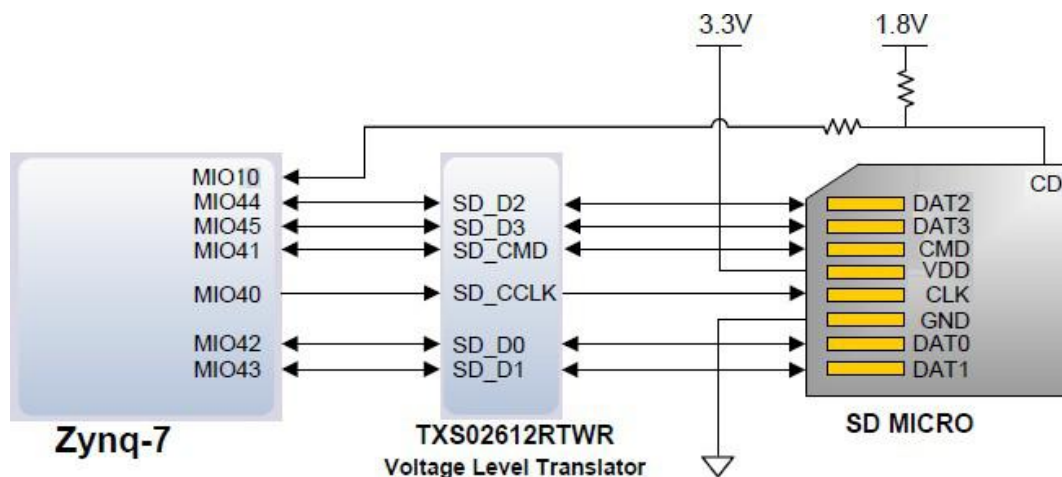 3.3V
1.8V
MIO10
MIO44
MIO45
MIO41
MIO40
MIO42
MIO43
Zynq-7
SD_D2
SD_D3
SD_CMD
SD_CCLK
SD_D0
SD_D1
TXS02612RTWR
Voltage Level Translator
CD
DAT2
DAT3
CMD
VDD
CLK
GND
DAT0
DAT1
SD MICRO